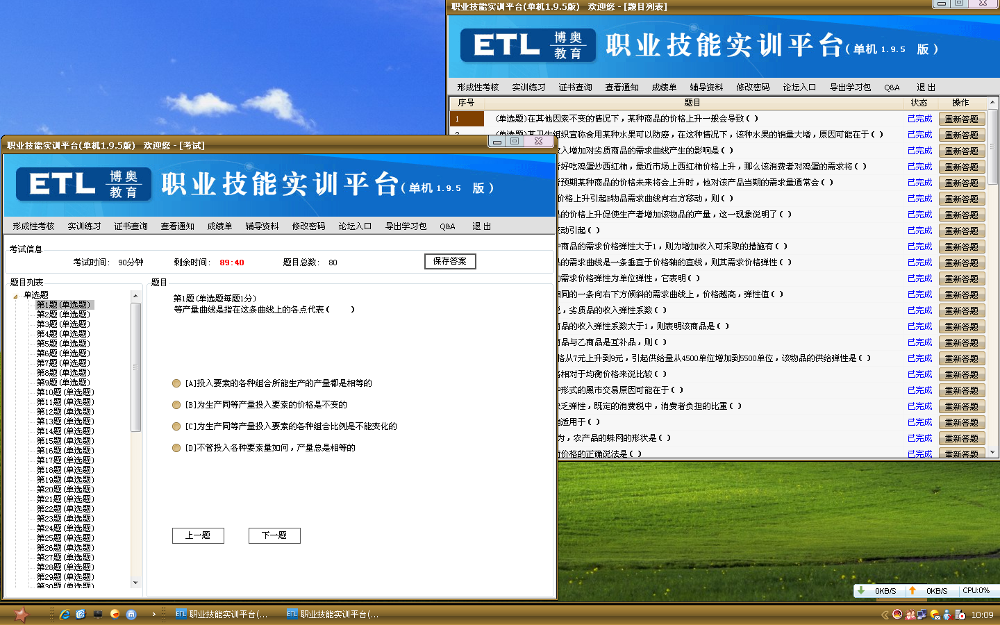 职业技能实训平台(单机1.9.5版) 欢迎您 - [题目列表]
ETL 博奥教育 职业技能实训平台(单机 1.9.5 版)
形成性考核 实训练习 证书查询 查看通知 成绩单 辅导资料 修改密码 论坛入口 导出学习包 Q&A 退 出
序号 题目 状态 操作
1 (单选题)在其他因素不变的情况下，某种商品的价格上升一般会导致( ) 已完成 重新答题
(单选题)某卫生组织宣称食用某种水果可以防癌，在这种情况下，该种水果的销量大增，原因可能在于( ) 已完成 重新答题
入增加对劣质商品的需求曲线产生的影响是( ) 已完成 重新答题
好吃鸡蛋炒西红柿，最近市场上西红柿价格上升，那么该消费者对鸡蛋的需求将( ) 已完成 重新答题
预期某种商品的价格未来将会上升时，他对该产品当期的需求量通常会( ) 已完成 重新答题
价格上升引起B物品需求曲线向右方移动，则( ) 已完成 重新答题
的价格上升促使生产者增加该物品的产量，这一现象说明了( ) 已完成 重新答题
动引起( ) 已完成 重新答题
商品的需求价格弹性大于1，则为增加收入可采取的措施有( ) 已完成 重新答题
的需求曲线是一条垂直于价格轴的直线，则其需求价格弹性( ) 已完成 重新答题
需求价格弹性为单位弹性，它表明( ) 已完成 重新答题
相同的一条向右下方倾斜的需求曲线上，价格越高，弹性值( ) 已完成 重新答题
，劣质品的收入弹性系数( ) 已完成 重新答题
商品的收入弹性系数大于1，则表明该商品是( ) 已完成 重新答题
商品与乙商品是互补品，则( ) 已完成 重新答题
格从7元上升到9元，引起供给量从4500单位增加到5500单位，该物品的供给弹性是( ) 已完成 重新答题
格相对于均衡价格来说比较( ) 已完成 重新答题
形式的黑市交易原因可能在于( ) 已完成 重新答题
缺乏弹性，既定的消费税中，消费者负担的比重( ) 已完成 重新答题
适用于( ) 已完成 重新答题
为，农产品的蛛网的形状是( ) 已完成 重新答题
价格的正确说法是( ) 已完成 重新答题
职业技能实训平台(单机1.9.5版) 欢迎您 - [考试]
ETL 博奥教育 职业技能实训平台(单机 1.9.5 版)
形成性考核 实训练习 证书查询 查看通知 成绩单 辅导资料 修改密码 论坛入口 导出学习包 Q&A 退 出
考试信息
考试时间: 90分钟 剩余时间: 89:40 题目总数: 80 保存答案
题目列表
单选题
第1题(单选题)
第2题(单选题)
第3题(单选题)
第4题(单选题)
第5题(单选题)
第6题(单选题)
第7题(单选题)
第8题(单选题)
第9题(单选题)
第10题(单选题)
第11题(单选题)
第12题(单选题)
第13题(单选题)
第14题(单选题)
第15题(单选题)
第16题(单选题)
第17题(单选题)
第18题(单选题)
第19题(单选题)
第20题(单选题)
第21题(单选题)
第22题(单选题)
第23题(单选题)
第24题(单选题)
第25题(单选题)
第26题(单选题)
第27题(单选题)
第28题(单选题)
第29题(单选题)
第30题(单选题)
题目
第1题(单选题每题1分)
等产量曲线是指在这条曲线上的各点代表( )
[A]投入要素的各种组合所能生产的产量都是相等的
[B]为生产同等产量投入要素的价格是不变的
[C]为生产同等产量投入要素的各种组合比例是不能变化的
[D]不管投入各种要素量如何，产量总是相等的
上一题 下一题
0KB/S 0KB/S CPU:0%
ETL 职业技能实训平台(... ETL 职业技能实训平台(... 10:09